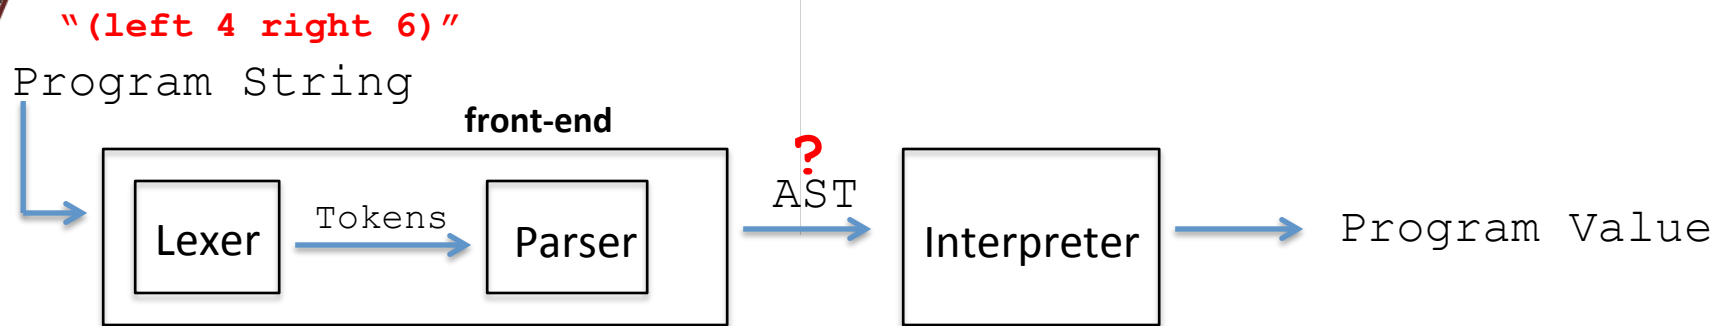 “(left 4 right 6)”
Program String
front-end
?
AST
Lexer
Tokens
Parser
Interpreter
Program Value